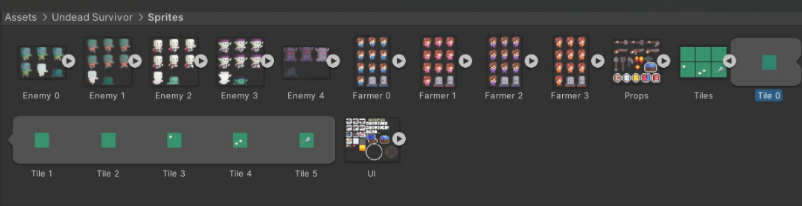 Assets > Undead Survivor > Sprites
Enemy 0 Enemy 1 Enemy 2 Enemy 3 Enemy 4 Farmer 0 Farmer 1 Farmer 2 Farmer 3 Props Tiles Tile 0
Tile 1 Tile 2 Tile 3 Tile 4 Tile 5 UI